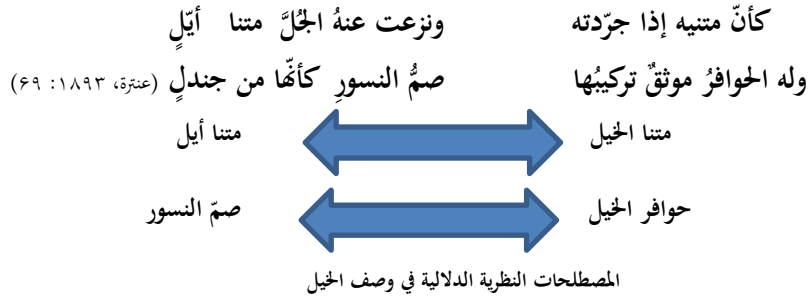 كأنّ متنيه إذا جرّدته ونزعت عنهُ الجُلَّ متنا أيّلٍ
وله الحوافرُ موثقٌ تركيبُها صمُّ النسورِ كأنّها من جندلٍ (عنترة، ١٨٩٣: ٦٩)
متنا الخيل متنا أيل
حوافر الخيل صمّ النسور
المصطلحات النظرية الدلالية في وصف الخيل